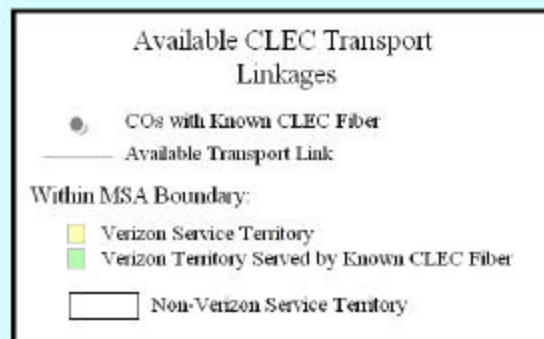 Available CLEC Transport
Linkages
COs with Known CLEC Fiber
Available Transport Link
Within MSA Boundary:
Verizon Service Territory
Verizon Territory Served by Known CLEC Fiber
Non-Verizon Service Territory